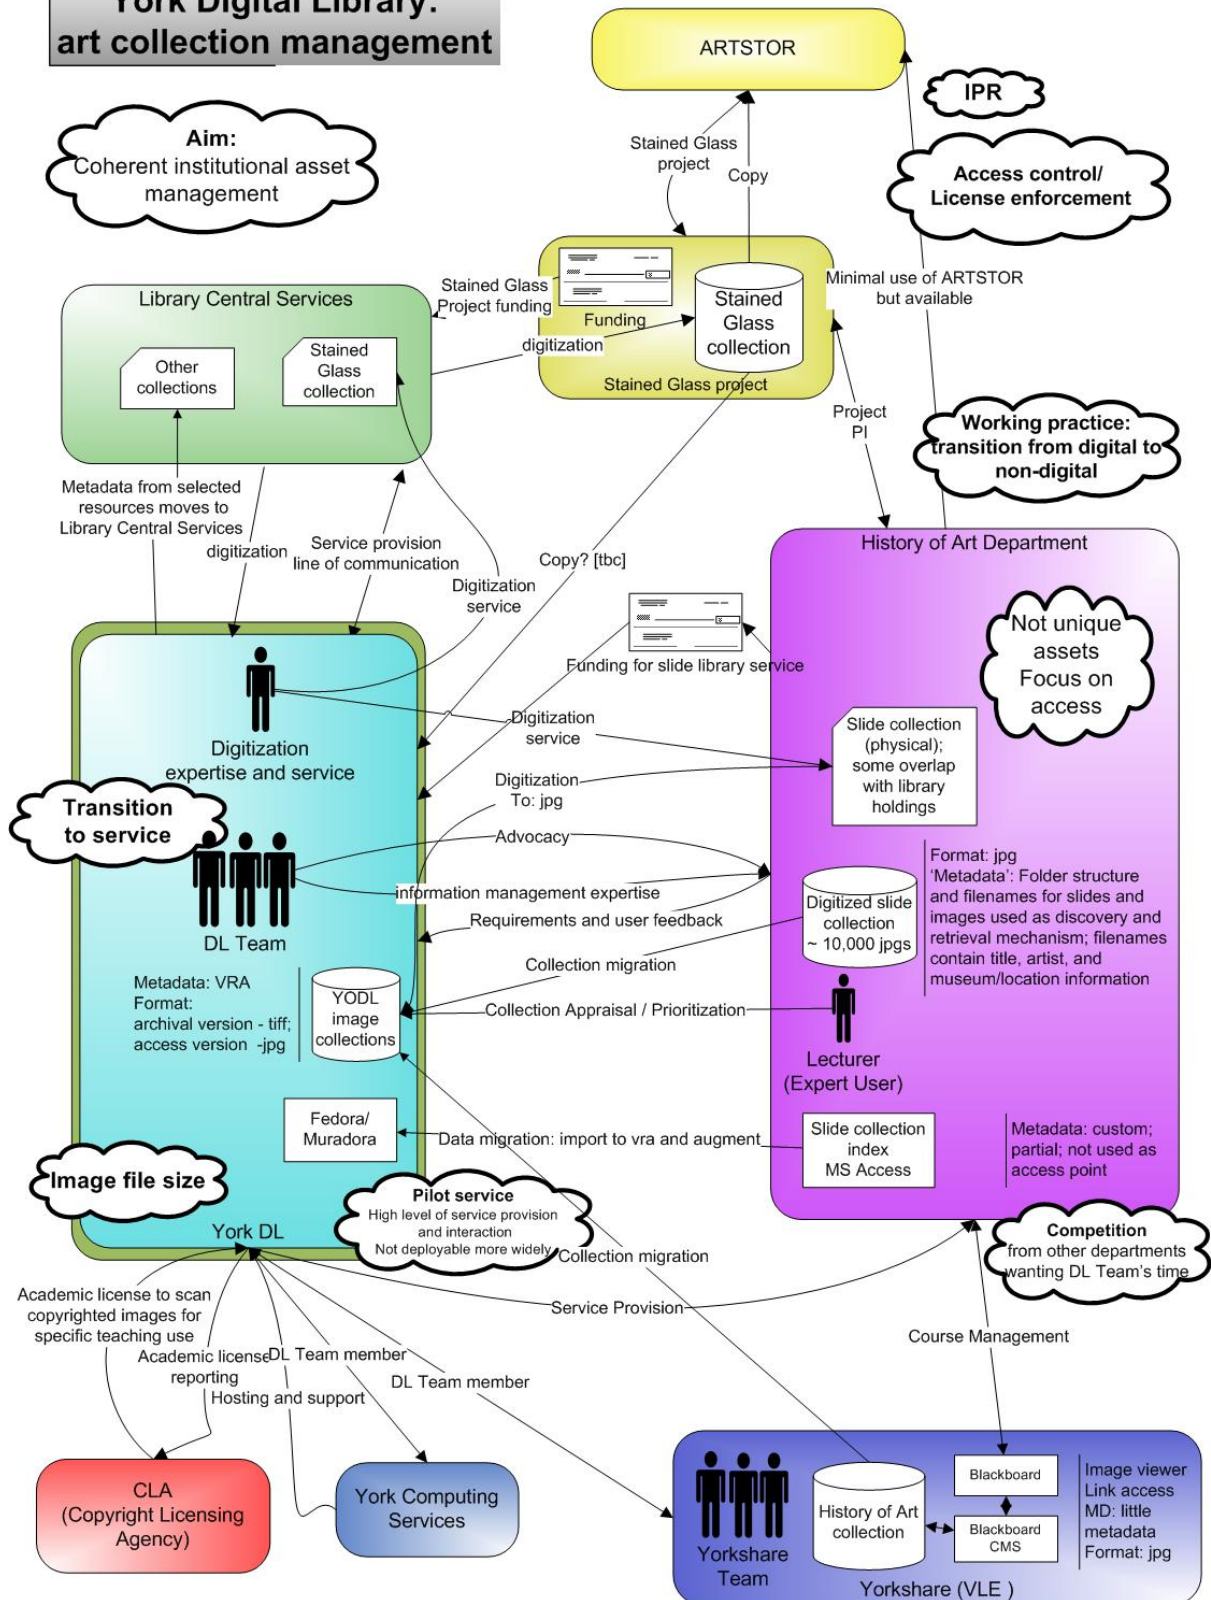 York Digital Library:
art collection management
ARTSTOR
IPR
Aim:
Coherent institutional asset
management
Access control/
License enforcement
Stained Glass
project
Copy
Minimal use of ARTSTOR
but available
Library Central Services
Other
collections
Stained
Glass
collection
Stained Glass
Project funding
Funding
digitization
Stained
Glass
collection
Stained Glass project
Project
PI
Working practice:
transition from digital to
non-digital
Metadata from selected
resources moves to
Library Central Services
digitization
Service provision
line of communication
Digitization
service
Copy? [tbc]
Funding for slide library service
History of Art Department
Not unique
assets
Focus on
access
Digitization
expertise and service
Digitization
service
Slide collection
(physical);
some overlap
with library
holdings
Transition
to service
Digitization
To: jpg
Advocacy
information management expertise
Requirements and user feedback
DL Team
Collection migration
Digitized slide
collection
~ 10,000 jpgs
Format: jpg
‘Metadata’: Folder structure
and filenames for slides and
images used as discovery and
retrieval mechanism; filenames
contain title, artist, and
museum/location information
Metadata: VRA
Format:
archival version - tiff;
access version  -jpg
YODL
image
collections
Collection Appraisal / Prioritization
Lecturer
(Expert User)
Fedora/
Muradora
Data migration: import to vra and augment
Slide collection
index
MS Access
Metadata: custom;
partial; not used as
access point
Image file size
Pilot service
High level of service provision
and interaction
Not deployable more widely
York DL
Collection migration
Competition
from other departments
wanting DL Team's time
Service Provision
Academic license to scan
copyrighted images for
specific teaching use
Academic license
reporting
DL Team member
Hosting and support
DL Team member
Course Management
CLA
(Copyright Licensing
Agency)
York Computing
Services
Yorkshare
Team
History of Art
collection
Blackboard
Blackboard
CMS
Image viewer
Link access
MD: little
metadata
Format: jpg
Yorkshare (VLE )